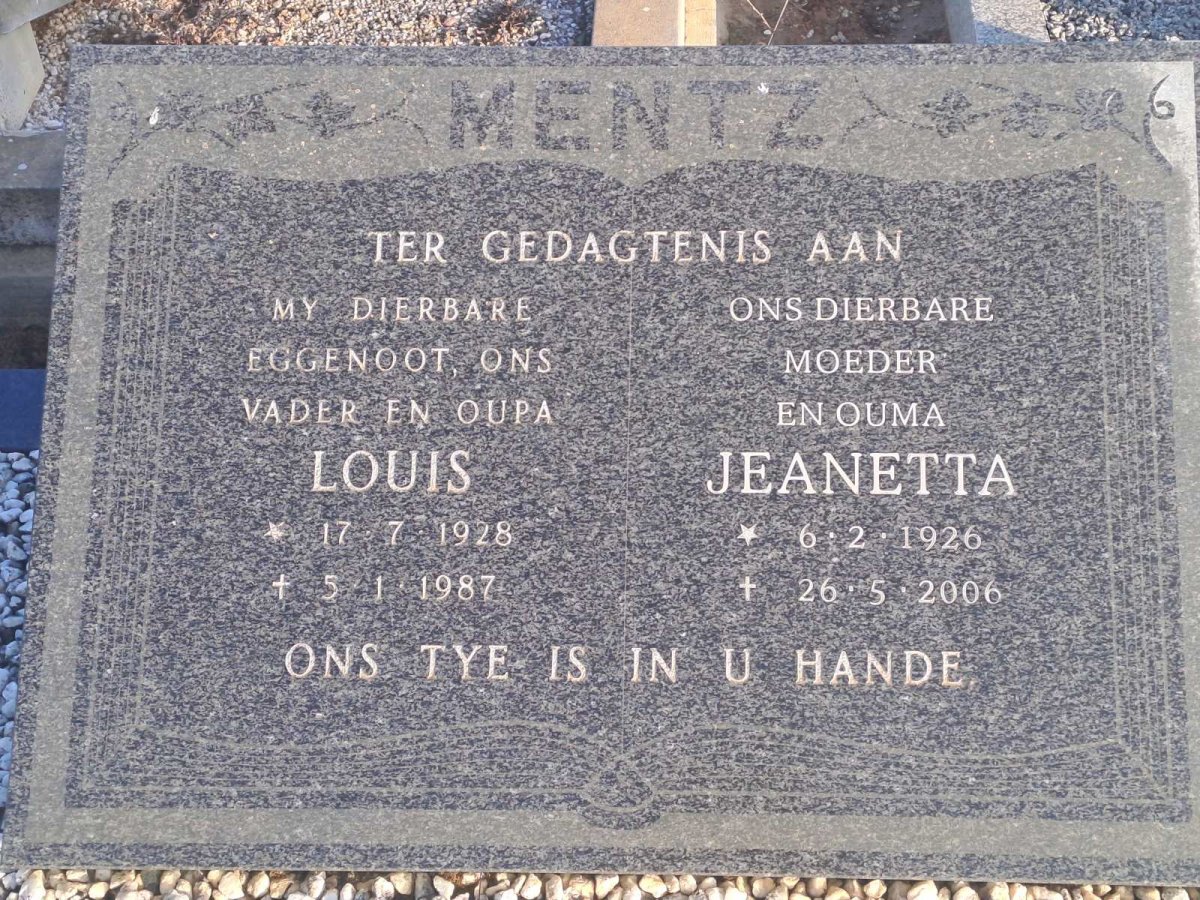 MENTZ
TER GEDAGTENIS AAN
MY DIERBARE
EGGENOOT, ONS
VADER EN OUPA
LOUIS
★ 17·7·1928
✝ 5·1·1987
ONS DIERBARE
MOEDER
EN OUMA
JEANETTA
★ 6·2·1926
✝ 26·5·2006
ONS TYE IS IN U HANDE.